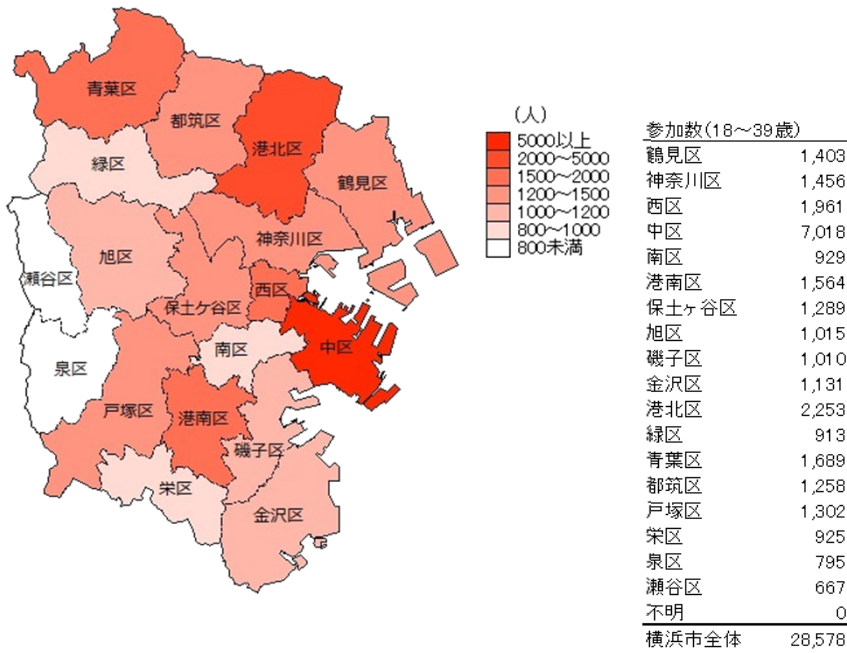 青葉区
都筑区
港北区
緑区
鶴見区
神奈川区
旭区
瀬谷区
保土ケ谷区
西区
泉区
南区
中区
戸塚区
港南区
磯子区
栄区
金沢区
(人)
5000以上
2000～5000
1500～2000
1200～1500
1000～1200
800～1000
800未満
参加数(18～39歳)
鶴見区 1,403
神奈川区 1,456
西区 1,961
中区 7,018
南区 929
港南区 1,564
保土ヶ谷区 1,289
旭区 1,015
磯子区 1,010
金沢区 1,131
港北区 2,253
緑区 913
青葉区 1,689
都筑区 1,258
戸塚区 1,302
栄区 925
泉区 795
瀬谷区 667
不明 0
横浜市全体 28,578